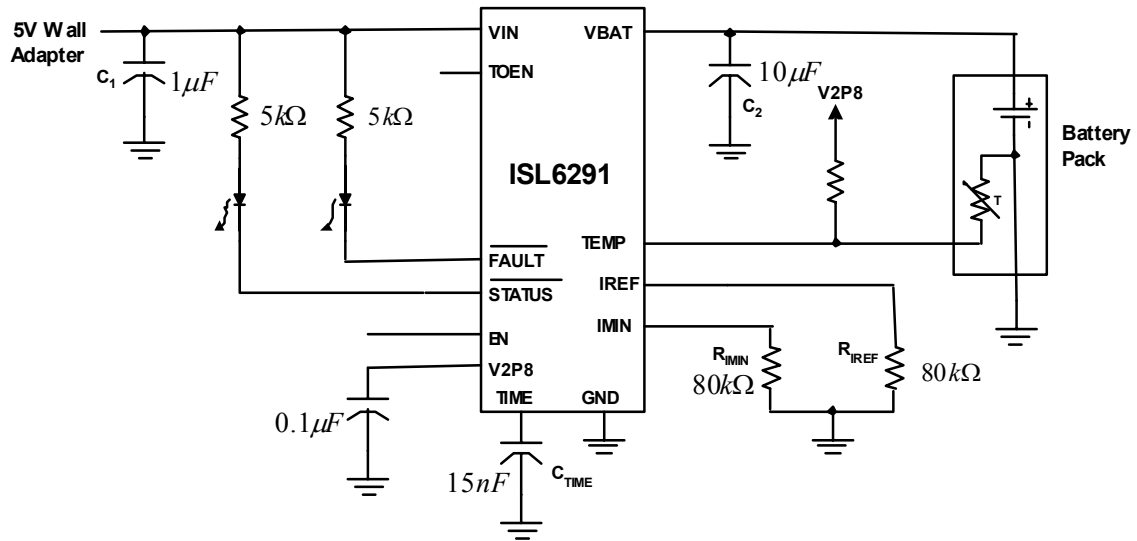 5V Wall
Adapter
C1
1μF
5kΩ
5kΩ
VIN
VBAT
TOEN
ISL6291
10μF
C2
V2P8
Battery
Pack
+
-
T
TEMP
FAULT
STATUS
IREF
IMIN
EN
V2P8
RIMIN
80kΩ
RIREF
80kΩ
TIME
GND
0.1μF
15nF
CTIME